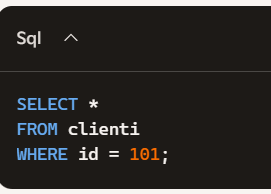 Sql
SELECT *
FROM clienti
WHERE id = 101;